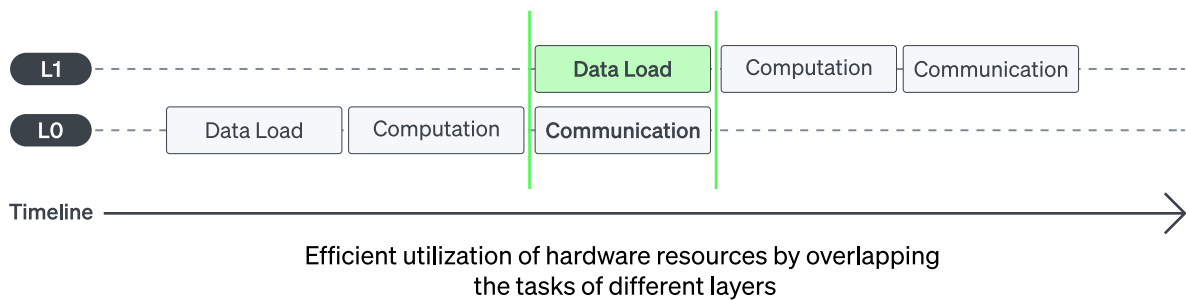 L1 Data Load Computation Communication
L0 Data Load Computation Communication
Timeline
Efficient utilization of hardware resources by overlapping
the tasks of different layers